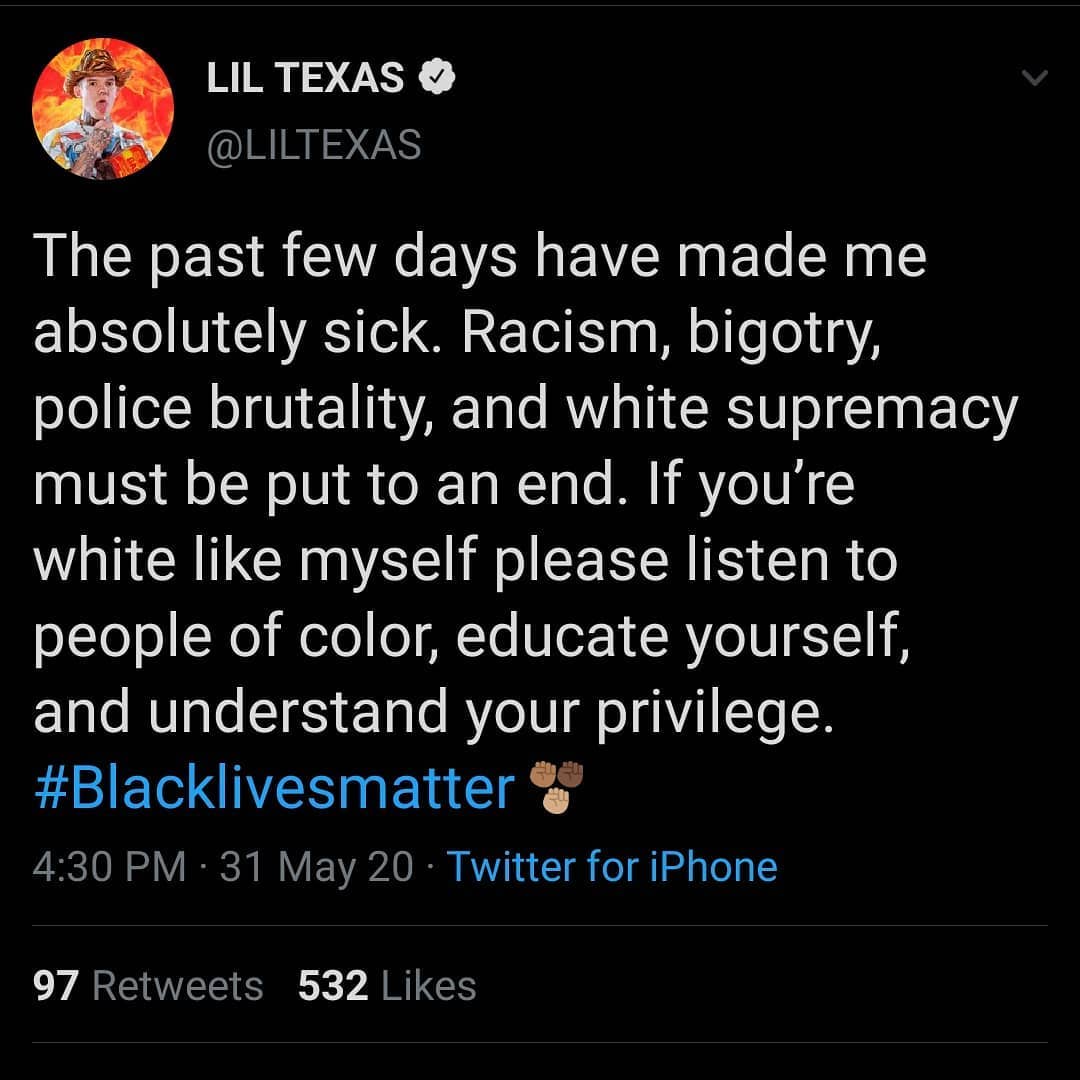 LIL TEXAS
@LILTEXAS
The past few days have made me
absolutely sick. Racism, bigotry,
police brutality, and white supremacy
must be put to an end. If you’re
white like myself please listen to
people of color, educate yourself,
and understand your privilege.
#Blacklivesmatter
4:30 PM · 31 May 20 · Twitter for iPhone
97 Retweets 532 Likes